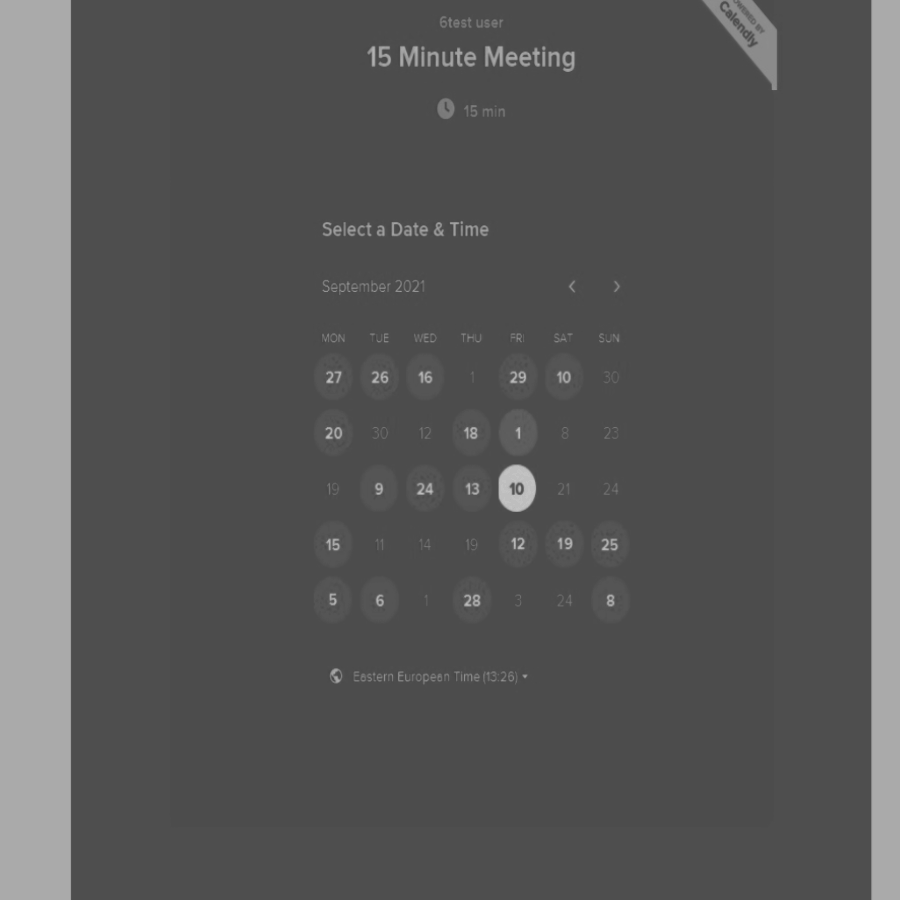 6test user
POWERED BY
Calendly
15 Minute Meeting
15 min
Select a Date & Time
September 2021
MON TUE WED THU FRI SAT SUN
27 26 16 1 29 10 30
20 30 12 18 1 8 23
19 9 24 13 10 21 24
15 11 14 19 12 19 25
5 6 1 28 3 24 8
Eastern European Time (13:26)